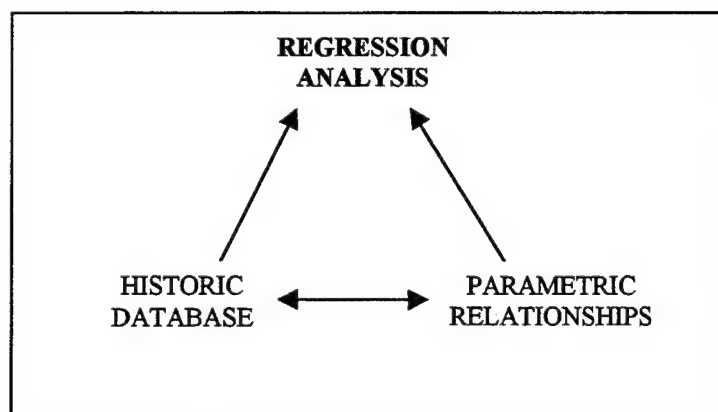 REGRESSION
ANALYSIS
HISTORIC
DATABASE
PARAMETRIC
RELATIONSHIPS